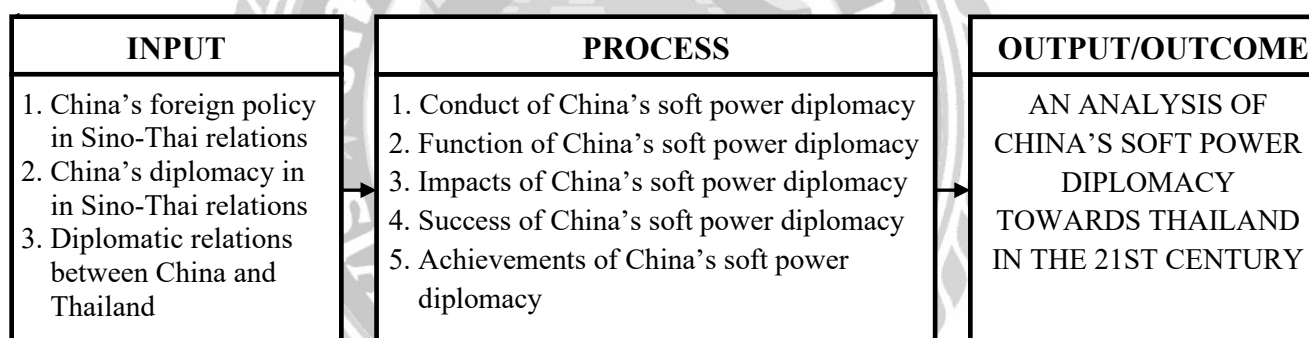 INPUT
1. China’s foreign policy
in Sino-Thai relations
2. China’s diplomacy in
in Sino-Thai relations
3. Diplomatic relations
between China and
Thailand
PROCESS
1. Conduct of China’s soft power diplomacy
2. Function of China’s soft power diplomacy
3. Impacts of China’s soft power diplomacy
4. Success of China’s soft power diplomacy
5. Achievements of China’s soft power
diplomacy
OUTPUT/OUTCOME
AN ANALYSIS OF
CHINA’S SOFT POWER
DIPLOMACY
TOWARDS THAILAND
IN THE 21ST CENTURY